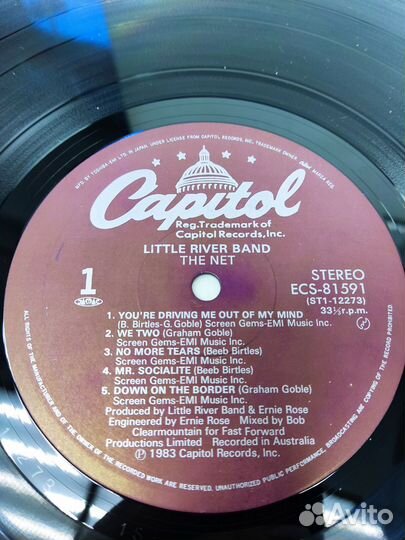 MFG. BY TOSHIBA-EMI LTD. IN JAPAN, UNDER LICENSE FROM CAPITOL RECORDS, INC. TRADEMARK OWNER
MARCA REG.
Capitol
Reg. Trademark of
Capitol Records, Inc.
LITTLE RIVER BAND
THE NET
1
STEREO
ECS-81591
(ST1-12273)
33⅓ r.p.m.
1. YOU'RE DRIVING ME OUT OF MY MIND
(B. Birtles-G. Goble) Screen Gems-EMI Music Inc.
2. WE TWO (Graham Goble)
Screen Gems-EMI Music Inc.
3. NO MORE TEARS (Beeb Birtles)
Screen Gems-EMI Music Inc.
4. MR. SOCIALITE (Beeb Birtles)
Screen Gems-EMI Music Inc.
5. DOWN ON THE BORDER (Graham Goble)
Screen Gems-EMI Music Inc.
Produced by Little River Band & Ernie Rose
Engineered by Ernie Rose Mixed by Bob
Clearmountain for Fast Forward
Productions Limited Recorded in Australia
℗ 1983 Capitol Records, Inc.
ALL RIGHTS OF THE MANUFACTURER AND OF THE OWNER OF THE RECORDED WORK ARE RESERVED. UNAUTHORIZED PUBLIC PERFORMANCE, BROADCASTING AND COPYING OF THE RECORD PROHIBITED.
Avito